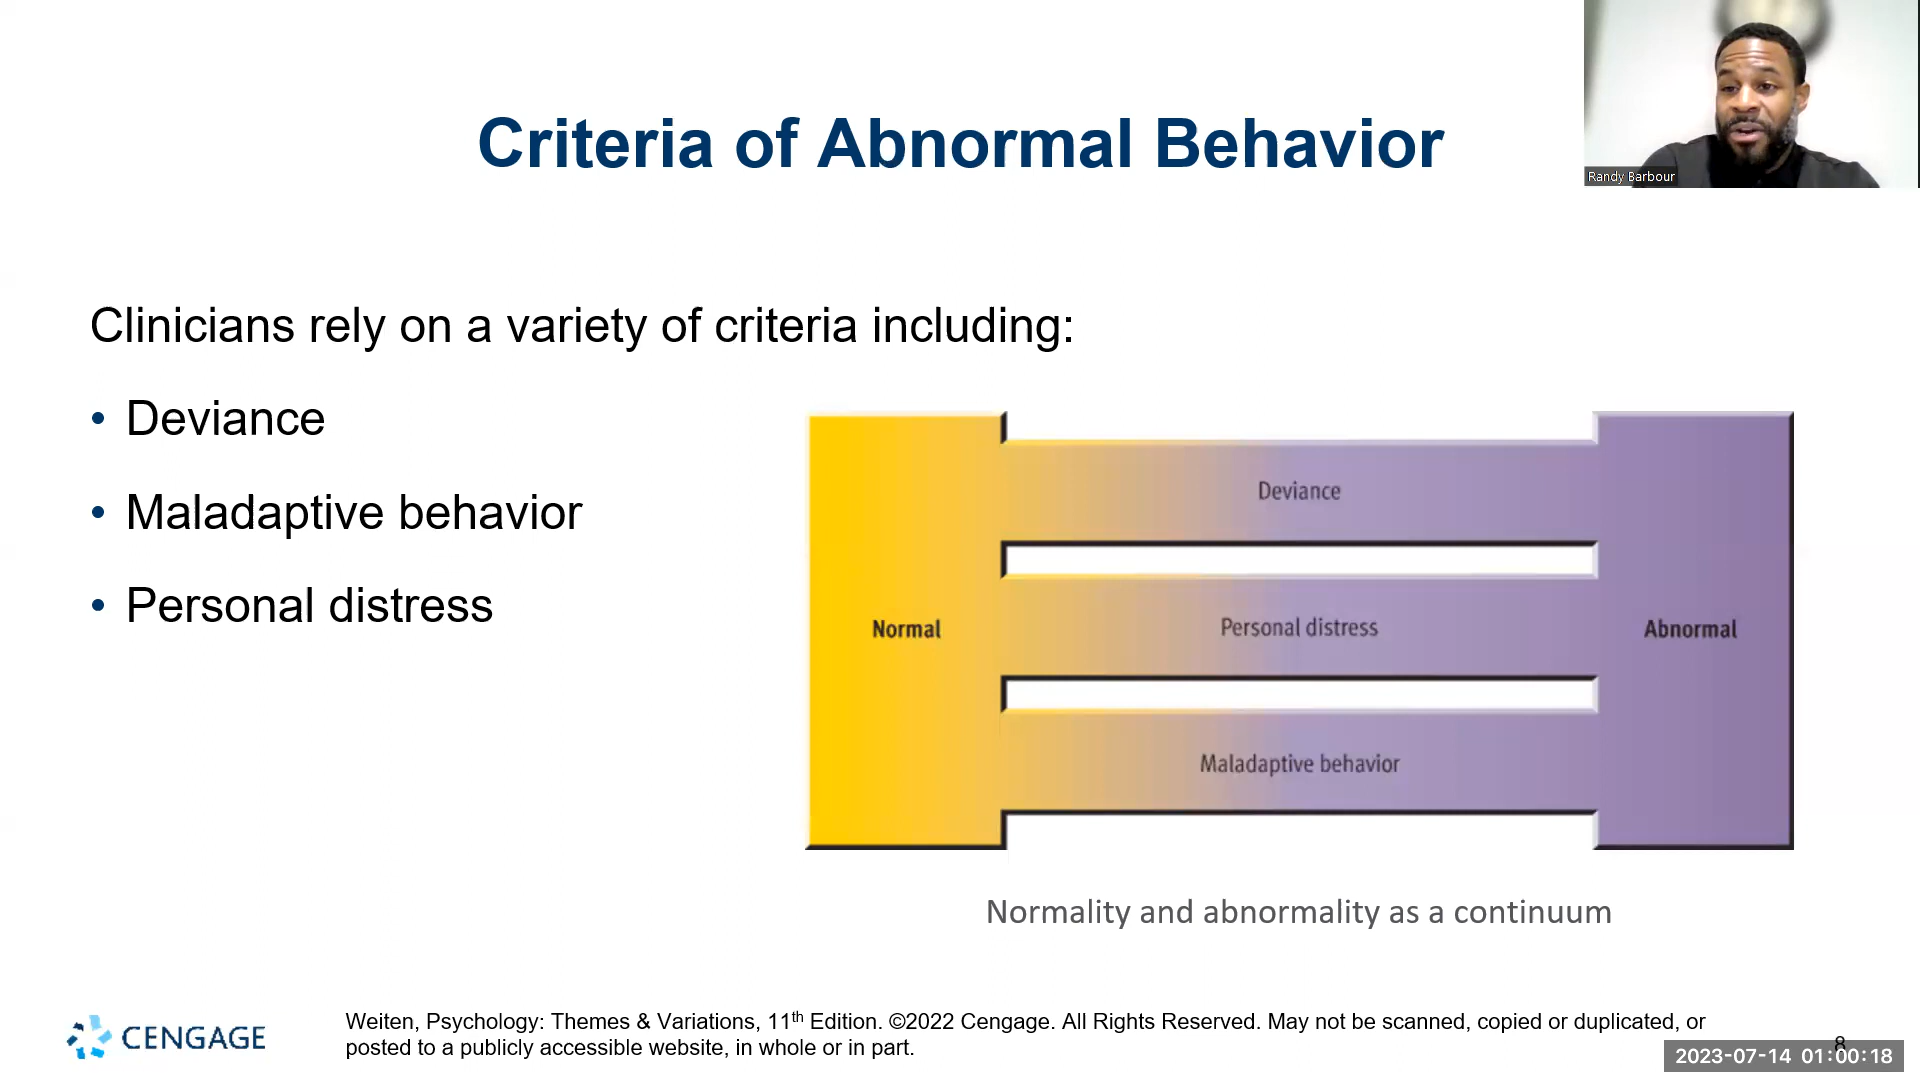 Criteria of Abnormal Behavior
Randy Barbour
Clinicians rely on a variety of criteria including:
• Deviance
• Maladaptive behavior
• Personal distress
Deviance
Normal
Personal distress
Abnormal
Maladaptive behavior
Normality and abnormality as a continuum
CENGAGE
Weiten, Psychology: Themes & Variations, 11th Edition. ©2022 Cengage. All Rights Reserved. May not be scanned, copied or duplicated, or
posted to a publicly accessible website, in whole or in part.
8
2023-07-14 01:00:18